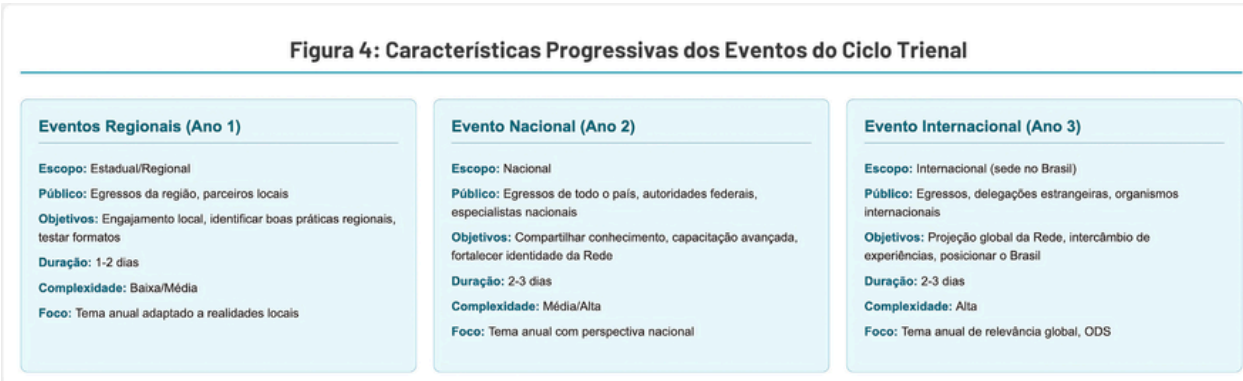 Figura 4: Características Progressivas dos Eventos do Ciclo Trienal
Eventos Regionais (Ano 1)
Escopo: Estadual/Regional
Público: Egressos da região, parceiros locais
Objetivos: Engajamento local, identificar boas práticas regionais,
testar formatos
Duração: 1-2 dias
Complexidade: Baixa/Média
Foco: Tema anual adaptado a realidades locais
Evento Nacional (Ano 2)
Escopo: Nacional
Público: Egressos de todo o país, autoridades federais,
especialistas nacionais
Objetivos: Compartilhar conhecimento, capacitação avançada,
fortalecer identidade da Rede
Duração: 2-3 dias
Complexidade: Média/Alta
Foco: Tema anual com perspectiva nacional
Evento Internacional (Ano 3)
Escopo: Internacional (sede no Brasil)
Público: Egressos, delegações estrangeiras, organismos
internacionais
Objetivos: Projeção global da Rede, intercâmbio de
experiências, posicionar o Brasil
Duração: 2-3 dias
Complexidade: Alta
Foco: Tema anual de relevância global, ODS